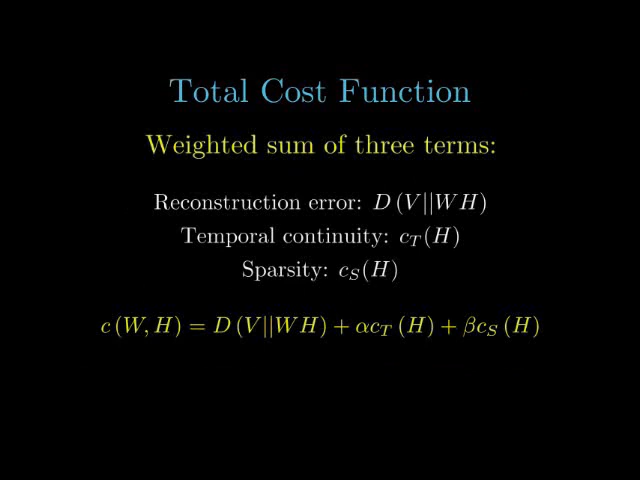 Total Cost Function
Weighted sum of three terms:
Reconstruction error: D (V||WH)
Temporal continuity: c_T (H)
Sparsity: c_S(H)
c (W, H) = D (V||WH) + αc_T (H) + βc_S (H)